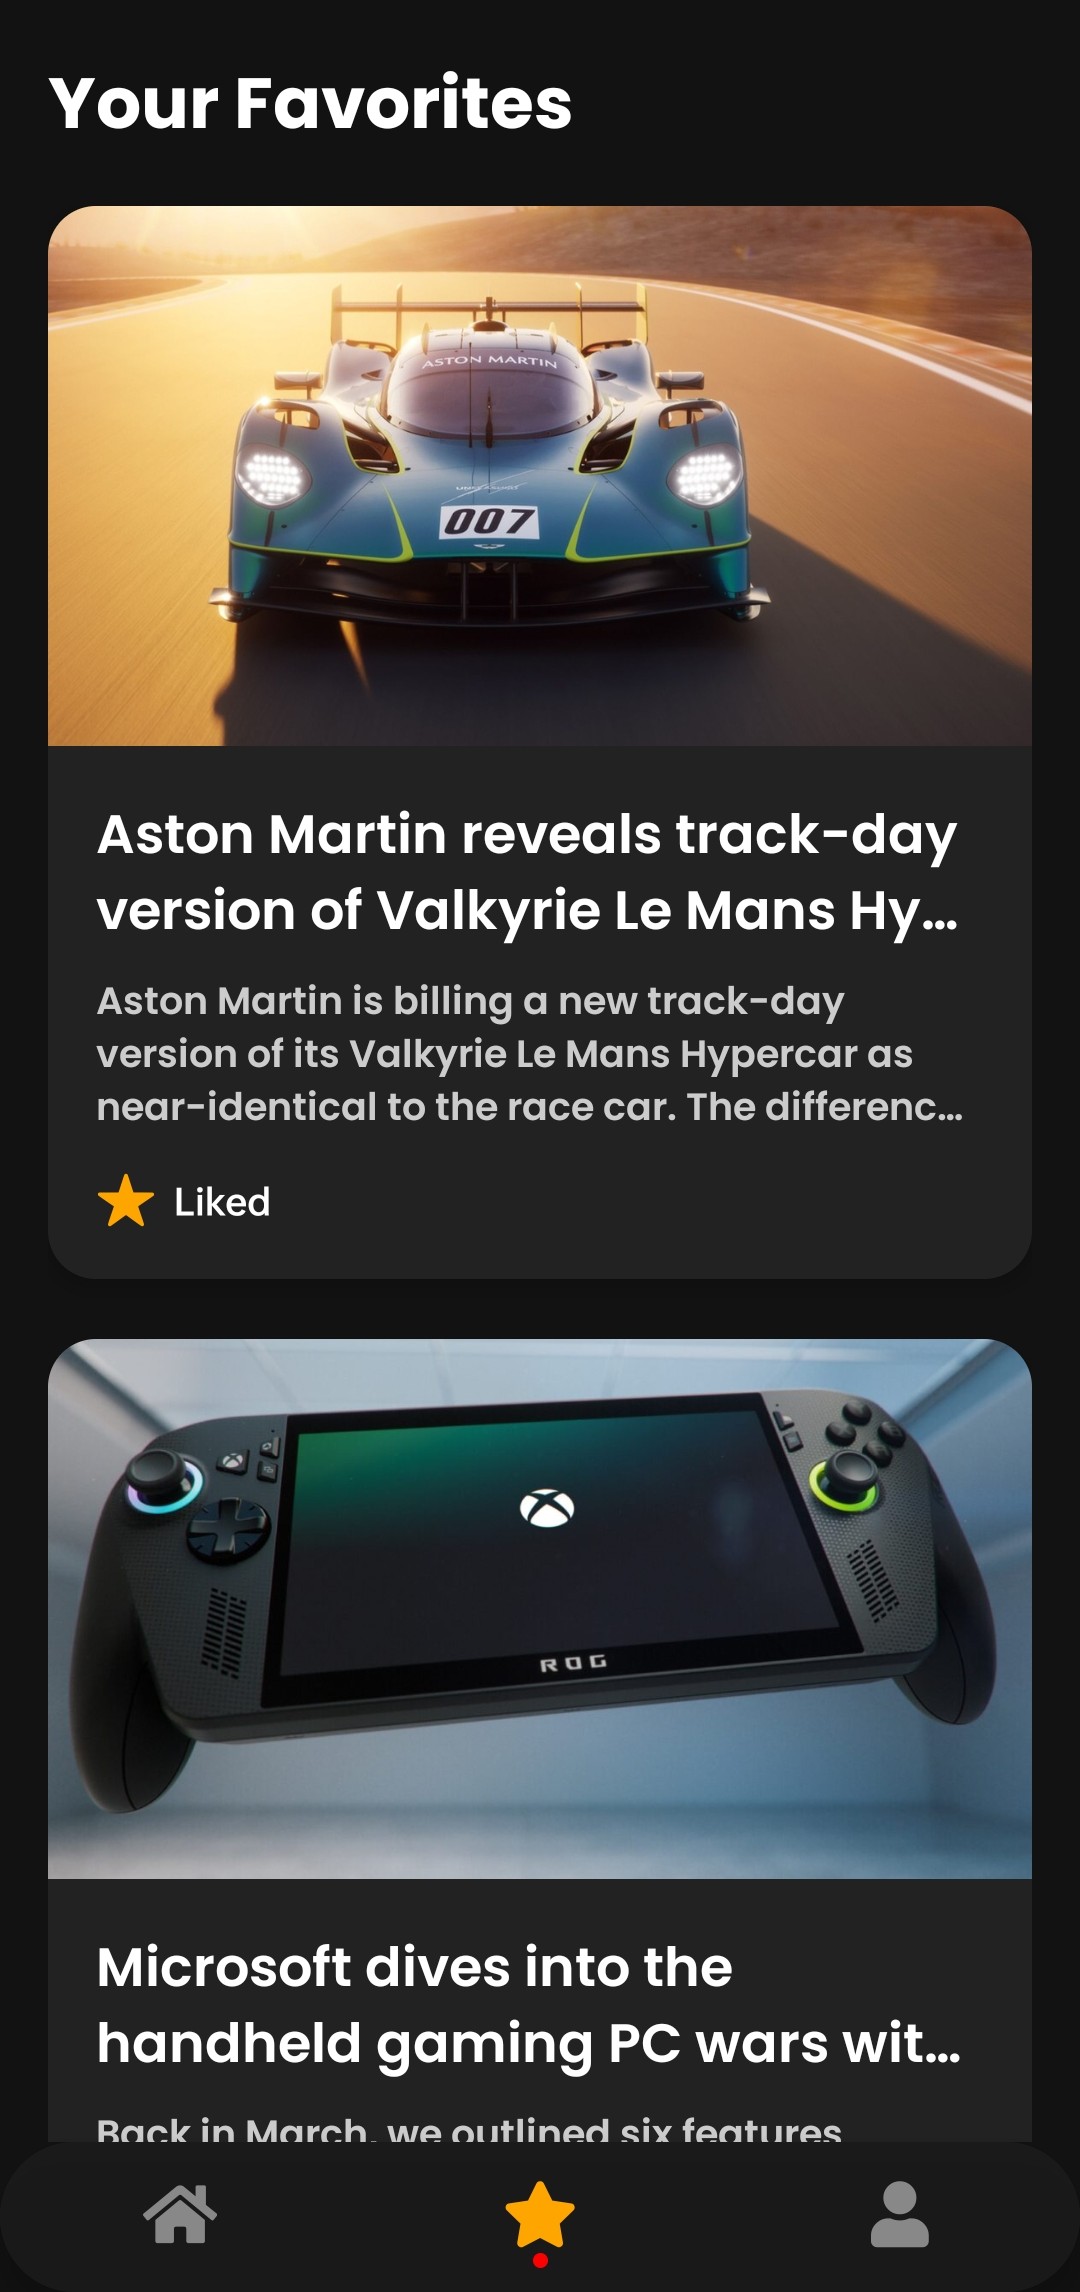 Your Favorites
ASTON MARTIN
007
Aston Martin reveals track-day
version of Valkyrie Le Mans Hy...
Aston Martin is billing a new track-day
version of its Valkyrie Le Mans Hypercar as
near-identical to the race car. The differenc...
Liked
ROG
Microsoft dives into the
handheld gaming PC wars wit...
Back in March, we outlined six features